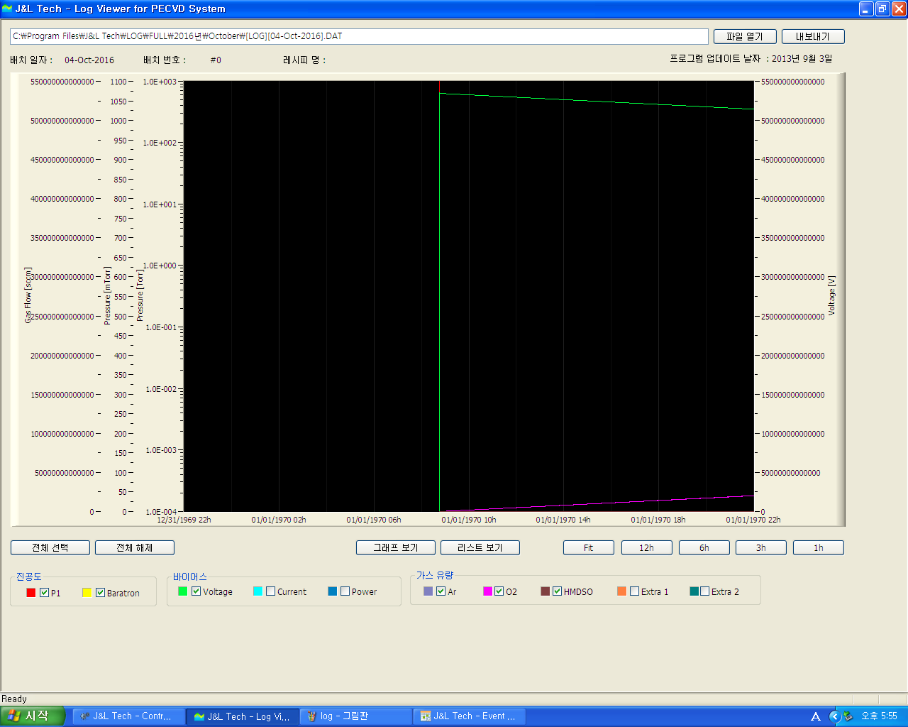 J&L Tech - Log Viewer for PECVD System
C:₩Program Files₩J&L Tech₩LOG₩FULL₩2016년₩October₩[LOG][04-Oct-2016].DAT 파일 열기 내보내기
배치 일자 : 04-Oct-2016 배치 번호 : #0 레시피 명 : 프로그램 업데이트 날짜 : 2013년 9월 3일
Gas Flow [sccm]
550000000000000
500000000000000
450000000000000
400000000000000
350000000000000
300000000000000
250000000000000
200000000000000
150000000000000
100000000000000
50000000000000
0
Pressure [mTorr]
1100
1050
1000
950
900
850
800
750
700
650
600
550
500
450
400
350
300
250
200
150
100
50
0
Pressure [Torr]
1.0E+003
1.0E+002
1.0E+001
1.0E+000
1.0E-001
1.0E-002
1.0E-003
1.0E-004
550000000000000
500000000000000
450000000000000
400000000000000
350000000000000
300000000000000
250000000000000
200000000000000
150000000000000
100000000000000
50000000000000
0
Voltage [V]
12/31/1969 22h 01/01/1970 02h 01/01/1970 06h 01/01/1970 10h 01/01/1970 14h 01/01/1970 18h 01/01/1970 22h
전체 선택 전체 해제 그래프 보기 리스트 보기 Fit 12h 6h 3h 1h
진공도 바이어스 가스 유량
P1 Baratron Voltage Current Power Ar O2 HMDSO Extra 1 Extra 2
Ready
시작 J&L Tech - Contr... J&L Tech - Log Vi... log - 그림판 J&L Tech - Event ... A 오후 5:55